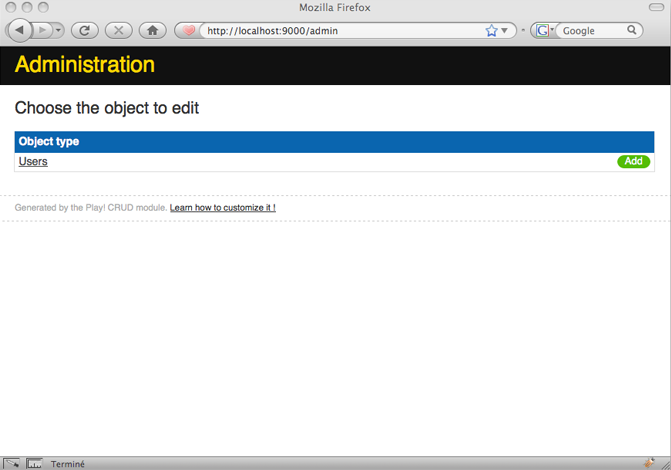 Mozilla Firefox
http://localhost:9000/admin
G
Google
Administration
Choose the object to edit
Object type
Users Add
Generated by the Play! CRUD module. Learn how to customize it !
Terminé